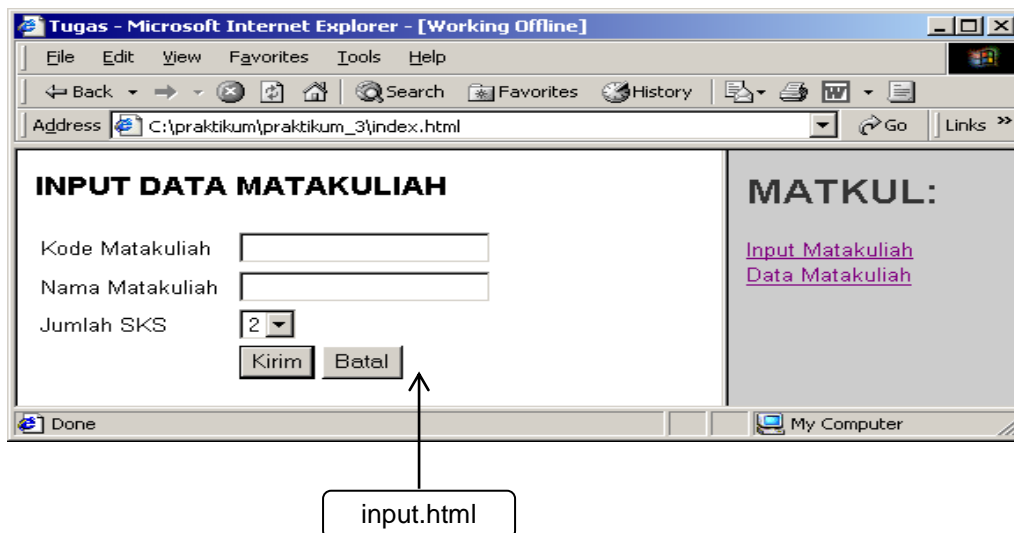 Tugas - Microsoft Internet Explorer - [Working Offline]
File Edit View Favorites Tools Help
Back Search Favorites History
Address C:\praktikum\praktikum_3\index.html Go Links »
INPUT DATA MATAKULIAH
Kode Matakuliah
Nama Matakuliah
Jumlah SKS 2
Kirim Batal
MATKUL:
Input Matakuliah
Data Matakuliah
Done My Computer
input.html